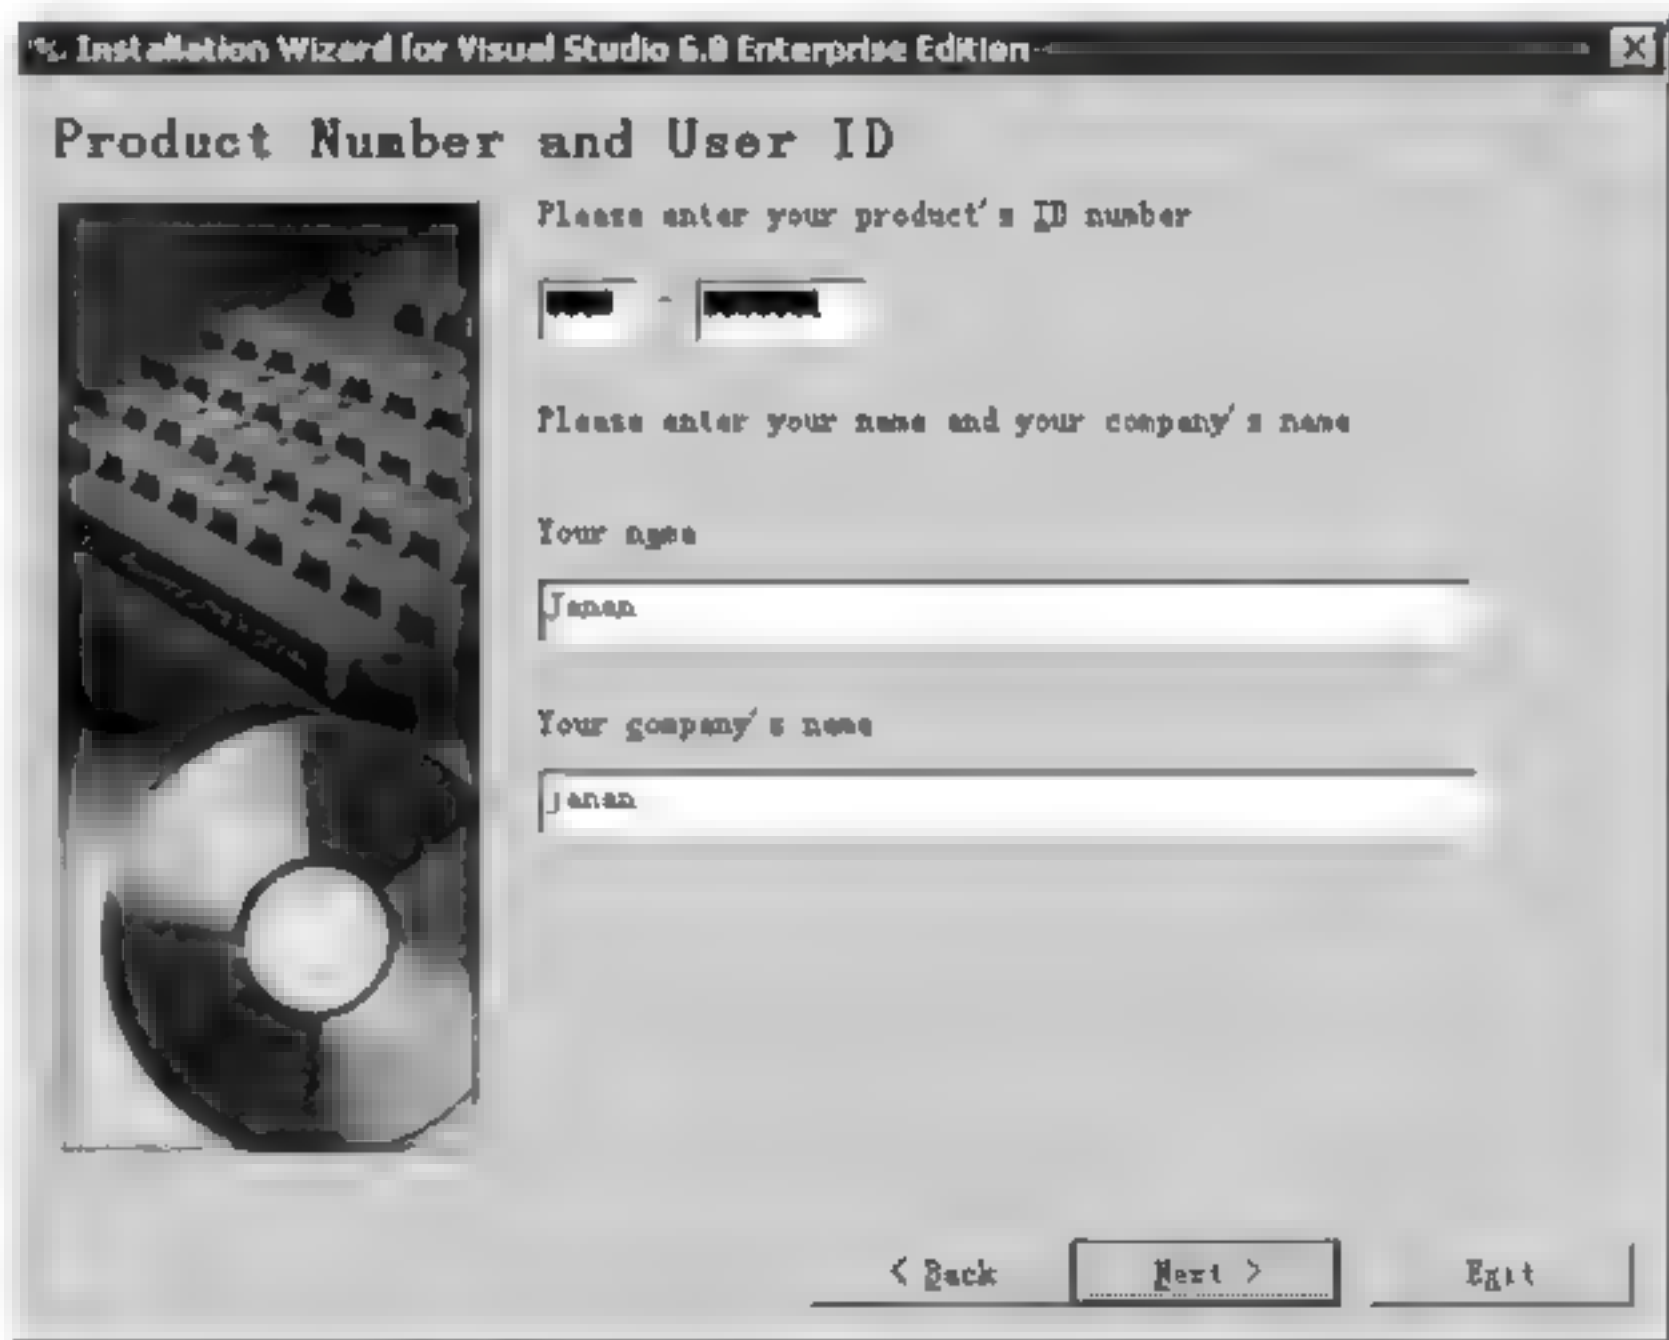 Installation Wizard for Visual Studio 6.0 Enterprise Edition
Product Number and User ID
Please enter your product's ID number
-
Please enter your name and your company's name
Your name
Janan
Your company's name
janan
< Back
Next >
Exit